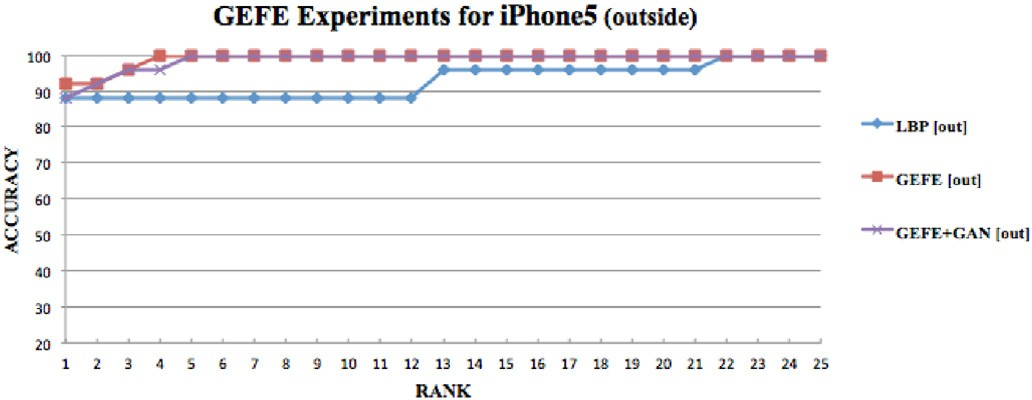 GEFE Experiments for iPhone5 (outside)
100
90
80
70
60
50
40
30
20
ACCURACY
1 2 3 4 5 6 7 8 9 10 11 12 13 14 15 16 17 18 19 20 21 22 23 24 25
RANK
LBP [out]
GEFE [out]
GEFE+GAN [out]